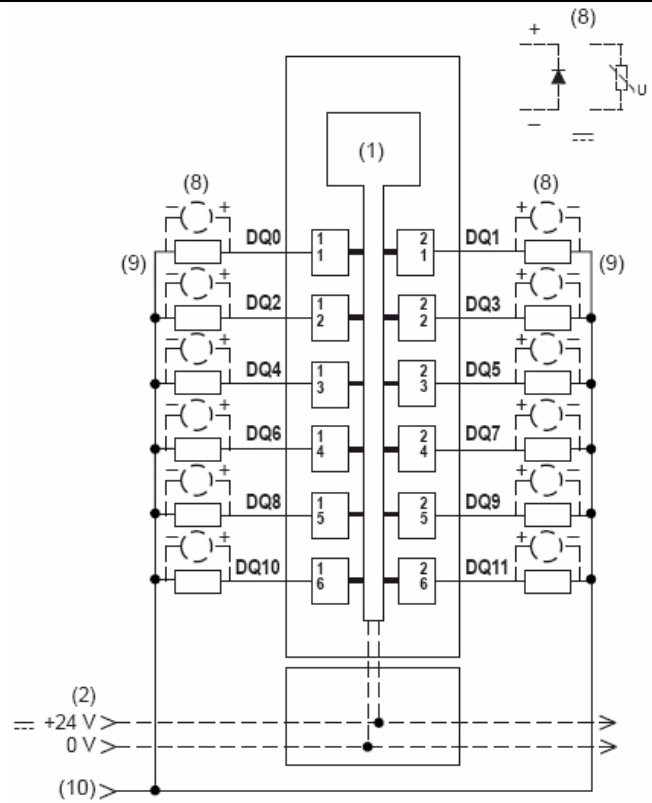 (8)
+
U
−
(1)
(8) (8)
− + + −
DQ0 1 1 2 1 DQ1
(9) (9)
− + + −
DQ2 1 2 2 2 DQ3
− + + −
DQ4 1 3 2 3 DQ5
− + + −
DQ6 1 4 2 4 DQ7
− + + −
DQ8 1 5 2 5 DQ9
− + + −
DQ10 1 6 2 6 DQ11
(2)
+24 V
0 V
(10)